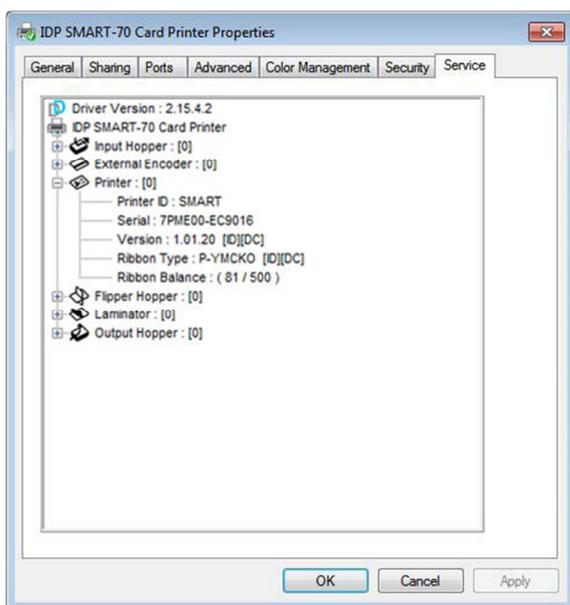 IDP SMART-70 Card Printer Properties
General Sharing Ports Advanced Color Management Security Service
Driver Version : 2.15.4.2
IDP SMART-70 Card Printer
Input Hopper : [0]
External Encoder : [0]
Printer : [0]
Printer ID : SMART
Serial : 7PME00-EC9016
Version : 1.01.20 [ID][DC]
Ribbon Type : P-YMCKO [ID][DC]
Ribbon Balance : ( 81 / 500 )
Flipper Hopper : [0]
Laminator : [0]
Output Hopper : [0]
OK Cancel Apply